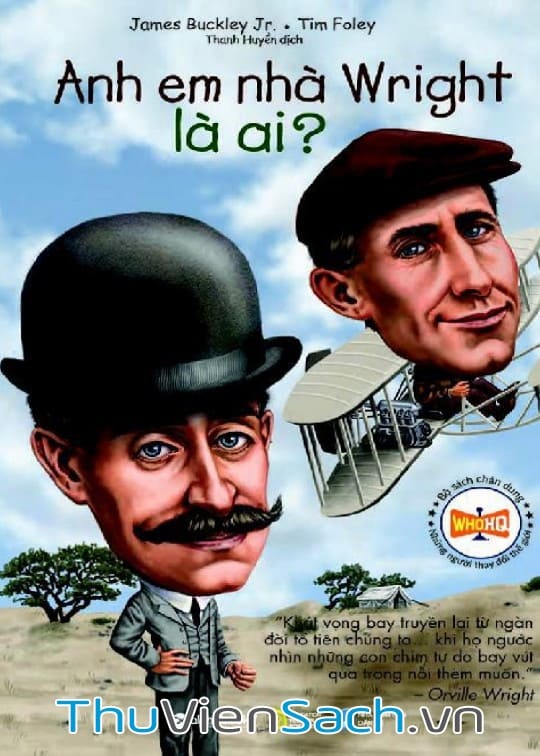 James Buckley Jr. • Tim Foley
Thanh Huyền dịch
Anh em nhà Wright
là ai?
Bộ sách chân dung
WHOHQ
Những người thay đổi thế giới
"Khát vọng bay truyền lại từ ngàn
đời tổ tiên chúng ta... khi họ ngước
nhìn những con chim tự do bay vút
qua trong nỗi thèm muốn."
– Orville Wright
ThuVienSach.vn